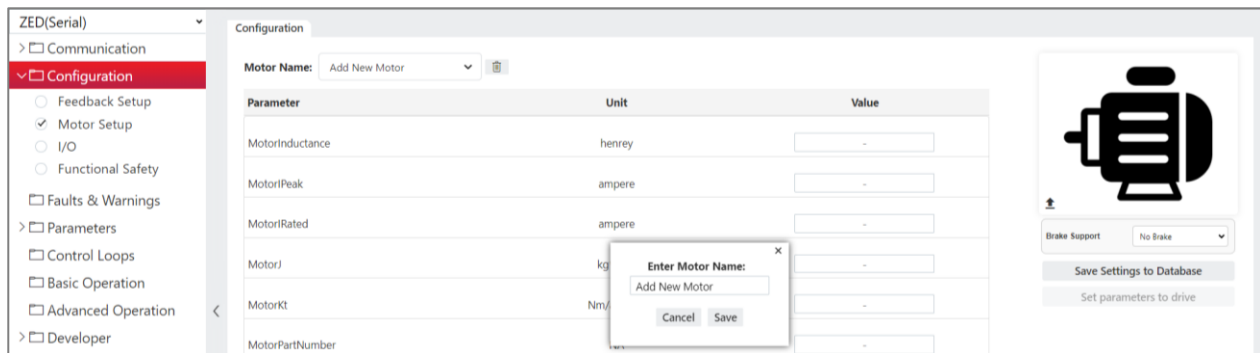 ZED(Serial)
Communication
Configuration
Feedback Setup
Motor Setup
I/O
Functional Safety
Faults & Warnings
Parameters
Control Loops
Basic Operation
Advanced Operation
Developer
Configuration
Motor Name: Add New Motor
Parameter Unit Value
MotorInductance henrey -
MotorIPeak ampere -
MotorIRated ampere -
MotorJ kg -
MotorKt Nm/ -
MotorPartNumber -
Enter Motor Name:
Add New Motor
Cancel Save
Brake Support No Brake
Save Settings to Database
Set parameters to drive